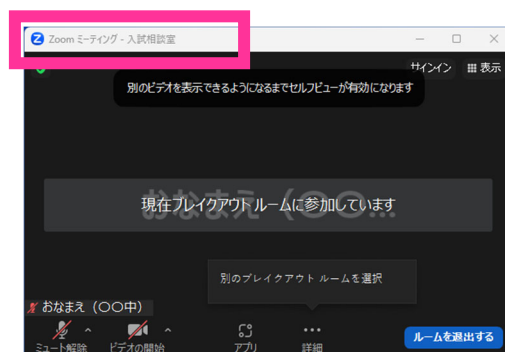 Zoom ミーティング - 入試相談室
サインイン 表示
別のビデオを表示できるようになるまでセルフビューが有効になります
おなまえ（〇〇...
現在ブレイクアウト ルームに参加しています
別のブレイクアウト ルームを選択
おなまえ（〇〇中）
ミュート解除 ビデオの開始 アプリ 詳細 ルームを退出する